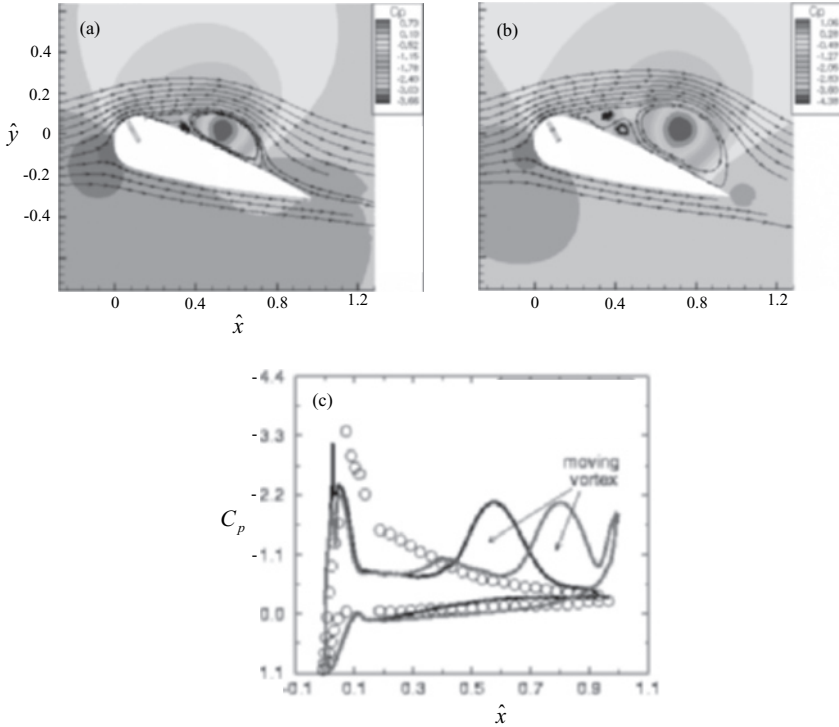 (a)
Cp
(b)
Cp
0.4
0.2
0
-0.2
-0.4
ŷ
0 0.4 0.8 1.2
x̂
0 0.4 0.8 1.2
(c)
-4.4
-3.3
-2.2
-1.1
0.0
1.1
C_p
moving
vortex
-0.1 0.1 0.3 0.5 0.7 0.9 1.1
x̂